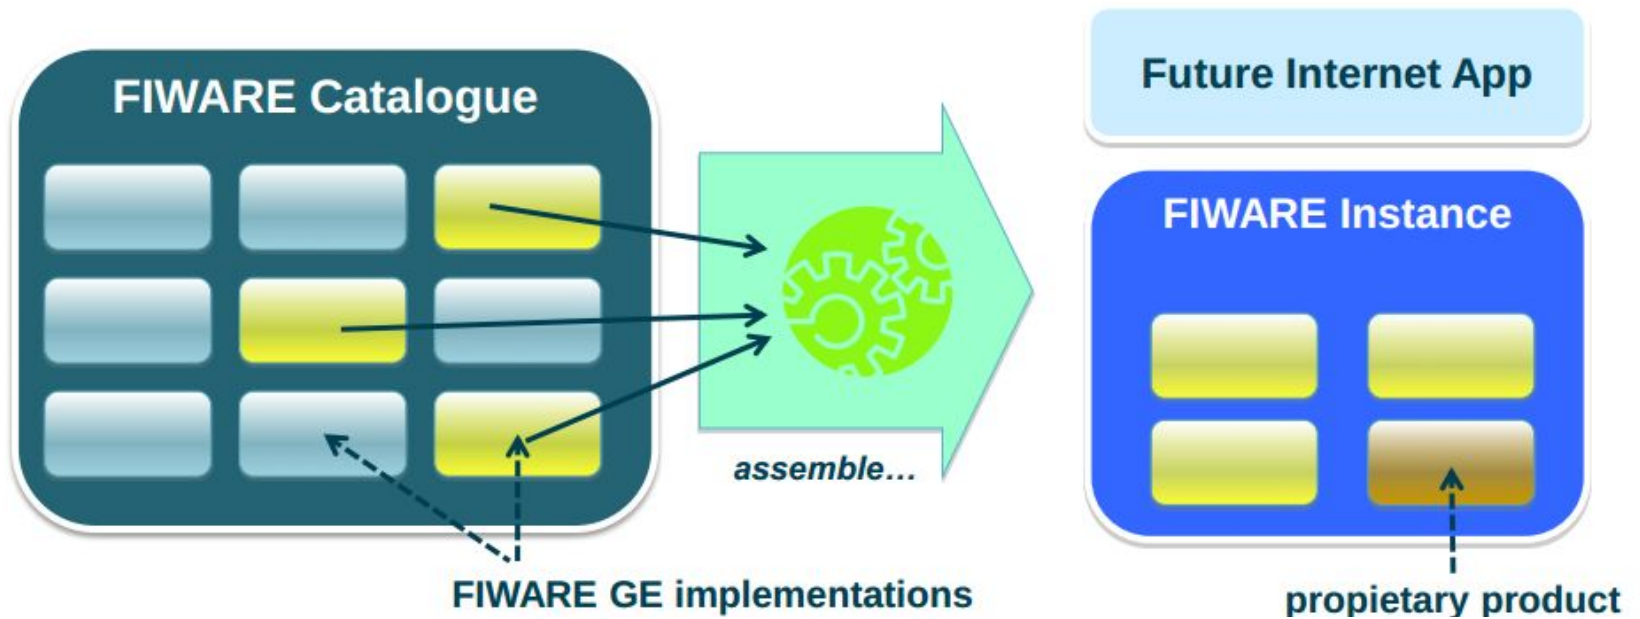 FIWARE Catalogue
assemble…
FIWARE GE implementations
Future Internet App
FIWARE Instance
propietary product